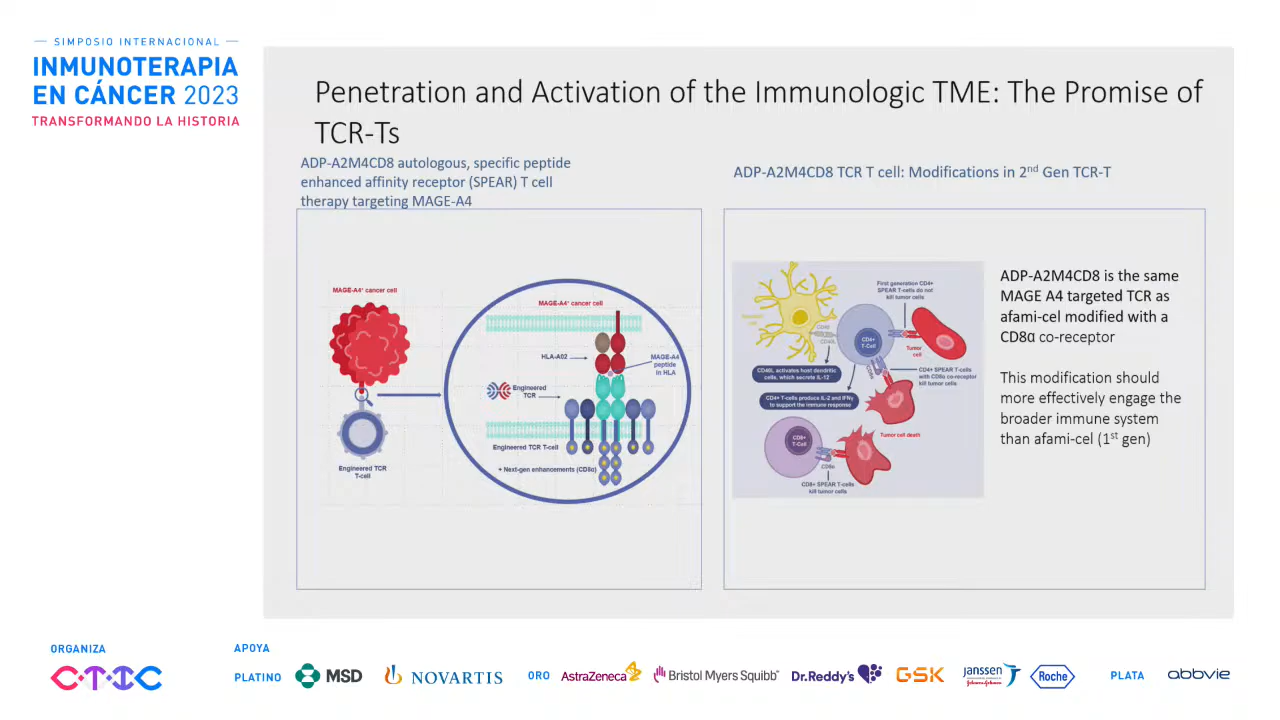 SIMPOSIO INTERNACIONAL
INMUNOTERAPIA
EN CÁNCER 2023
TRANSFORMANDO LA HISTORIA
Penetration and Activation of the Immunologic TME: The Promise of
TCR-Ts
ADP-A2M4CD8 autologous, specific peptide
enhanced affinity receptor (SPEAR) T cell
therapy targeting MAGE-A4
MAGE-A4⁺ cancer cell
Engineered TCR
T-cell
MAGE-A4⁺ cancer cell
HLA-A02
MAGE-A4
peptide
in HLA
Engineered
TCR
Engineered TCR T-cell
+ Next-gen enhancements (CD8α)
ADP-A2M4CD8 TCR T cell: Modifications in 2nd Gen TCR-T
First generation CD4+
SPEAR T-cells do not
kill tumor cells
CD40
CD40L
CD4+
T-Cell
Tumor
cell
CD40L activates host dendritic
cells, which secrete IL-12
CD8α
CD4+ SPEAR T-cells
with CD8α co-receptor
kill tumor cells
CD4+ T-cells produce IL-2 and IFNγ
to support the immune response
CD8+
T-Cell
Tumor cell death
CD8α
CD8+ SPEAR T-cells
kill tumor cells
ADP-A2M4CD8 is the same
MAGE A4 targeted TCR as
afami-cel modified with a
CD8α co-receptor
This modification should
more effectively engage the
broader immune system
than afami-cel (1st gen)
ORGANIZA
CTIC
APOYA
PLATINO
MSD
NOVARTIS
ORO
AstraZeneca
Bristol Myers Squibb™
Dr.Reddy's
GSK
Janssen
Johnson&Johnson
Roche
PLATA
abbvie